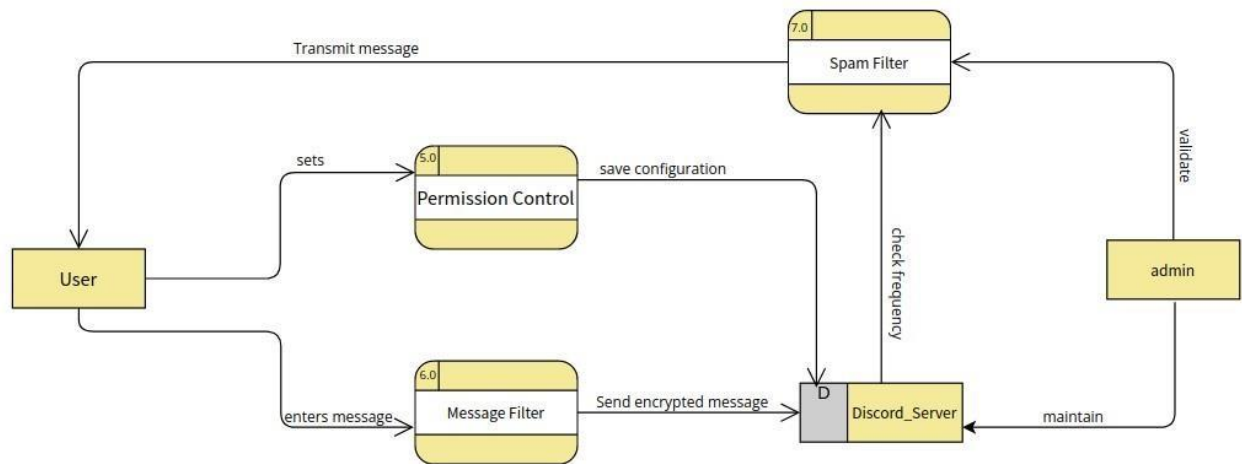 7.0
Transmit message
Spam Filter
validate
5.0
sets
save configuration
Permission Control
check frequency
User
admin
6.0
D
enters message
Message Filter
Send encrypted message
Discord_Server
maintain